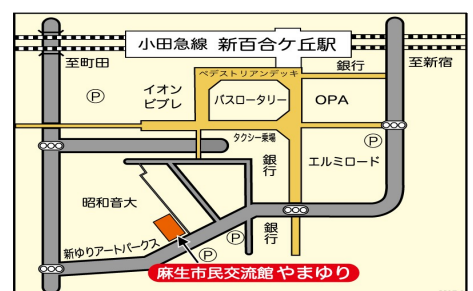 小田急線 新百合ケ丘駅
至町田
至新宿
ペデストリアンデッキ
銀行
イオン
ビブレ
バスロータリー
OPA
P
P
タクシー乗場
銀行
エルミロード
昭和音大
銀行
新ゆりアートパークス
P
P
麻生市民交流館 やまゆり